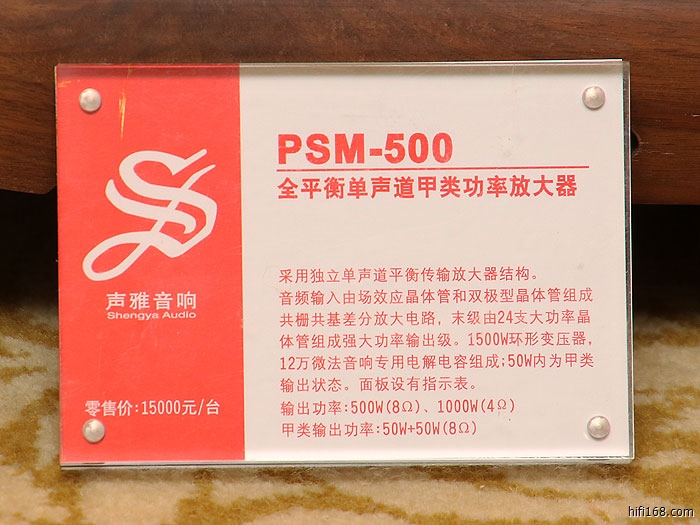 PSM-500
全平衡单声道甲类功率放大器
声雅音响
Shengya Audio
零售价:15000元/台
采用独立单声道平衡传输放大器结构。
音频输入由场效应晶体管和双极型晶体管组成
共栅共基差分放大电路，末级由24支大功率晶
体管组成强大功率输出级。1500W环形变压器，
12万微法音响专用电解电容组成;50W内为甲类
输出状态。面板设有指示表。
输出功率:500W(8Ω)、1000W(4Ω)
甲类输出功率:50W+50W(8Ω)
hifi168.com